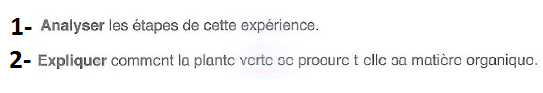 1- Analyser les étapes de cette expérience.
2- Expliquer comment la plante verte se procure t elle sa matière organique.